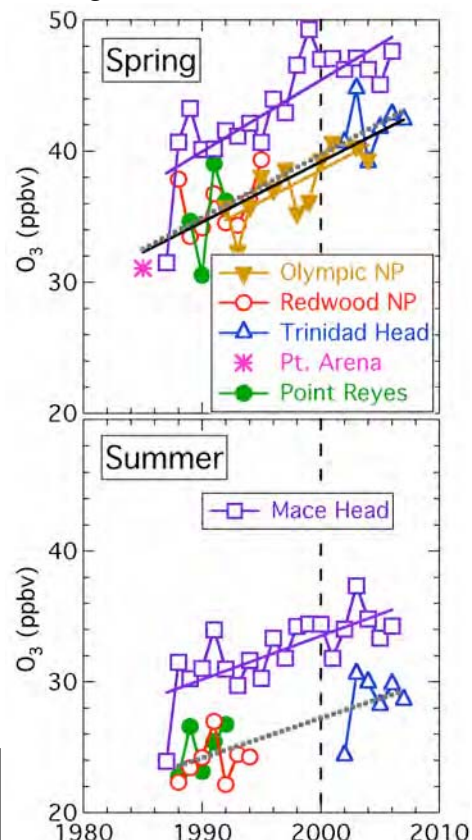 50
Spring
40
O3 (ppbv)
30
Olympic NP
Redwood NP
Trinidad Head
Pt. Arena
Point Reyes
20
Summer
Mace Head
40
O3 (ppbv)
30
20
1980
1990
2000
2010